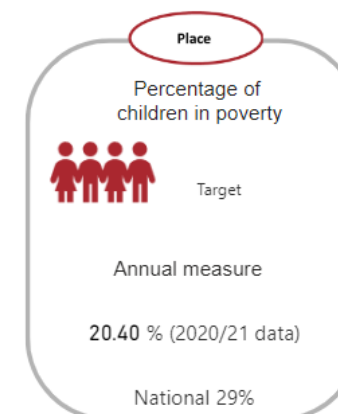 Place
Percentage of
children in poverty
Target
Annual measure
20.40 % (2020/21 data)
National 29%